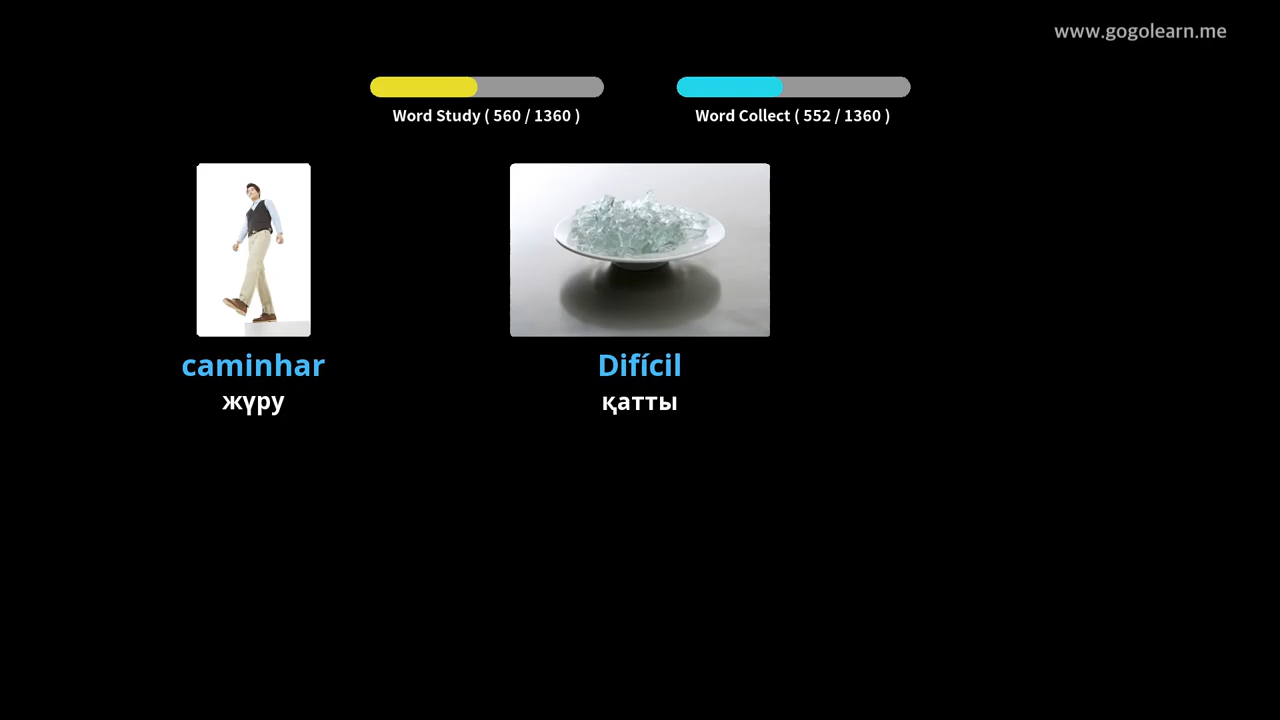 www.gogolearn.me
Word Study ( 560 / 1360 )
Word Collect ( 552 / 1360 )
caminhar
жүру
Difícil
қатты